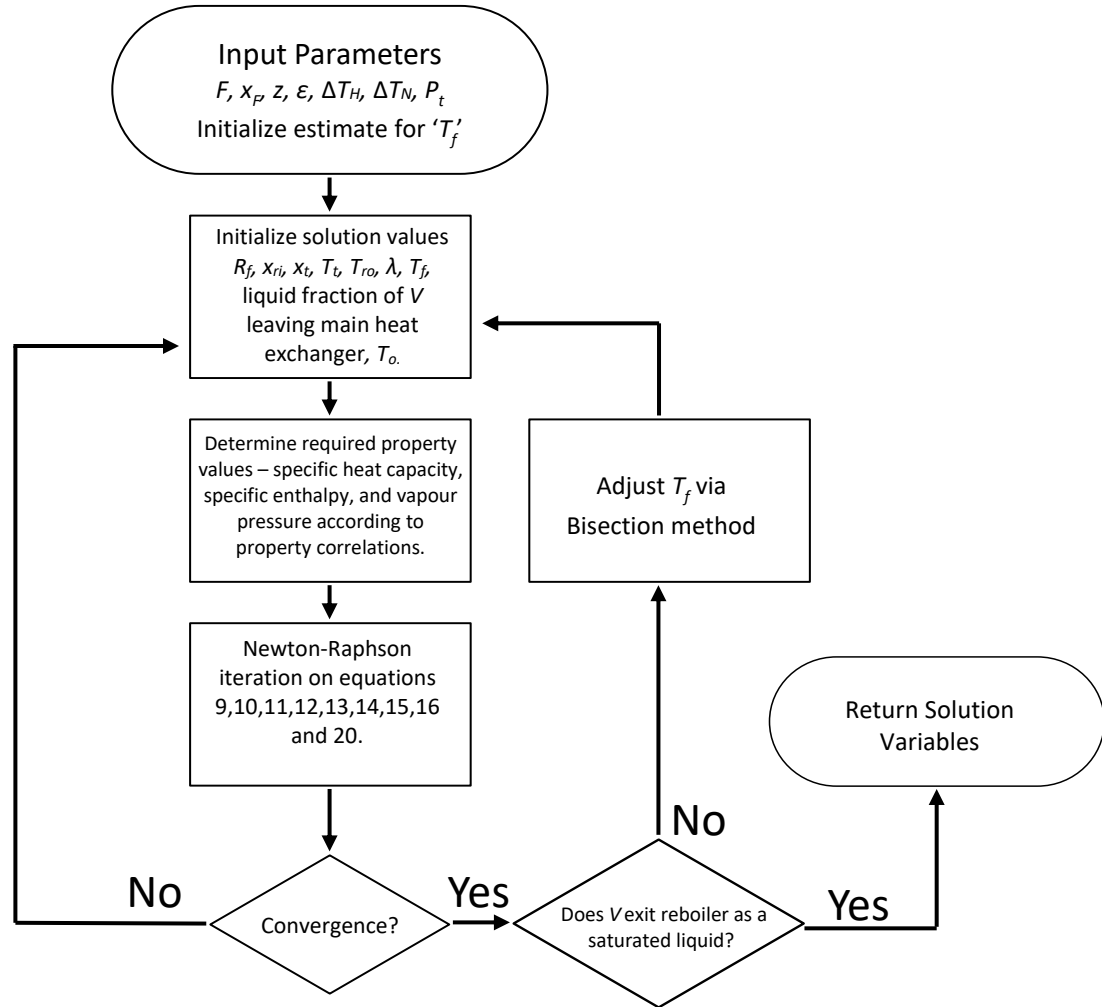 Input Parameters
F, x_F, z, ε, ΔT_H, ΔT_N, P_t
Initialize estimate for ‘T_f’
Initialize solution values
R_f, x_ri, x_t, T_t, T_ro, λ, T_f,
liquid fraction of V
leaving main heat
exchanger, T_o.
Determine required property
values – specific heat capacity,
specific enthalpy, and vapour
pressure according to
property correlations.
Newton-Raphson
iteration on equations
9,10,11,12,13,14,15,16
and 20.
Convergence?
No
Yes
Does V exit reboiler as a
saturated liquid?
No
Yes
Adjust T_f via
Bisection method
Return Solution
Variables